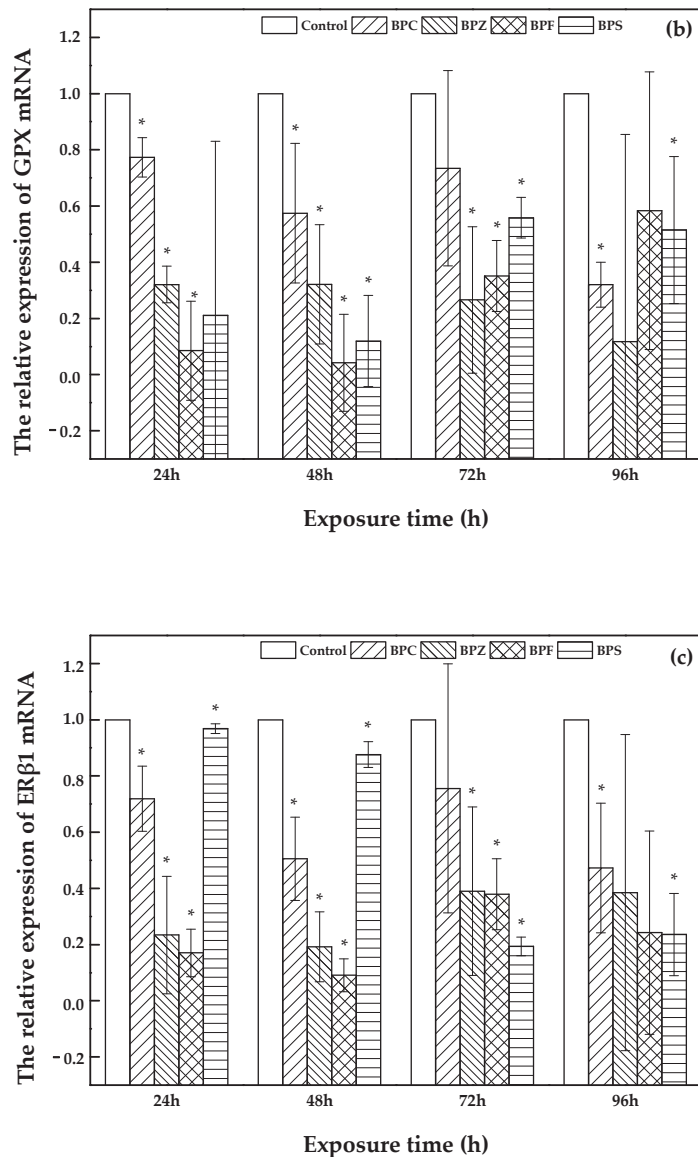 Control BPC BPZ BPF BPS (b)
The relative expression of GPX mRNA
1.2
1.0
0.8
0.6
0.4
0.2
0.0
-0.2
* * * * * * * * * * * * *
24h 48h 72h 96h
Exposure time (h)
Control BPC BPZ BPF BPS (c)
The relative expression of ERβ1 mRNA
1.2
1.0
0.8
0.6
0.4
0.2
0.0
-0.2
* * * * * * * * * * * * *
24h 48h 72h 96h
Exposure time (h)